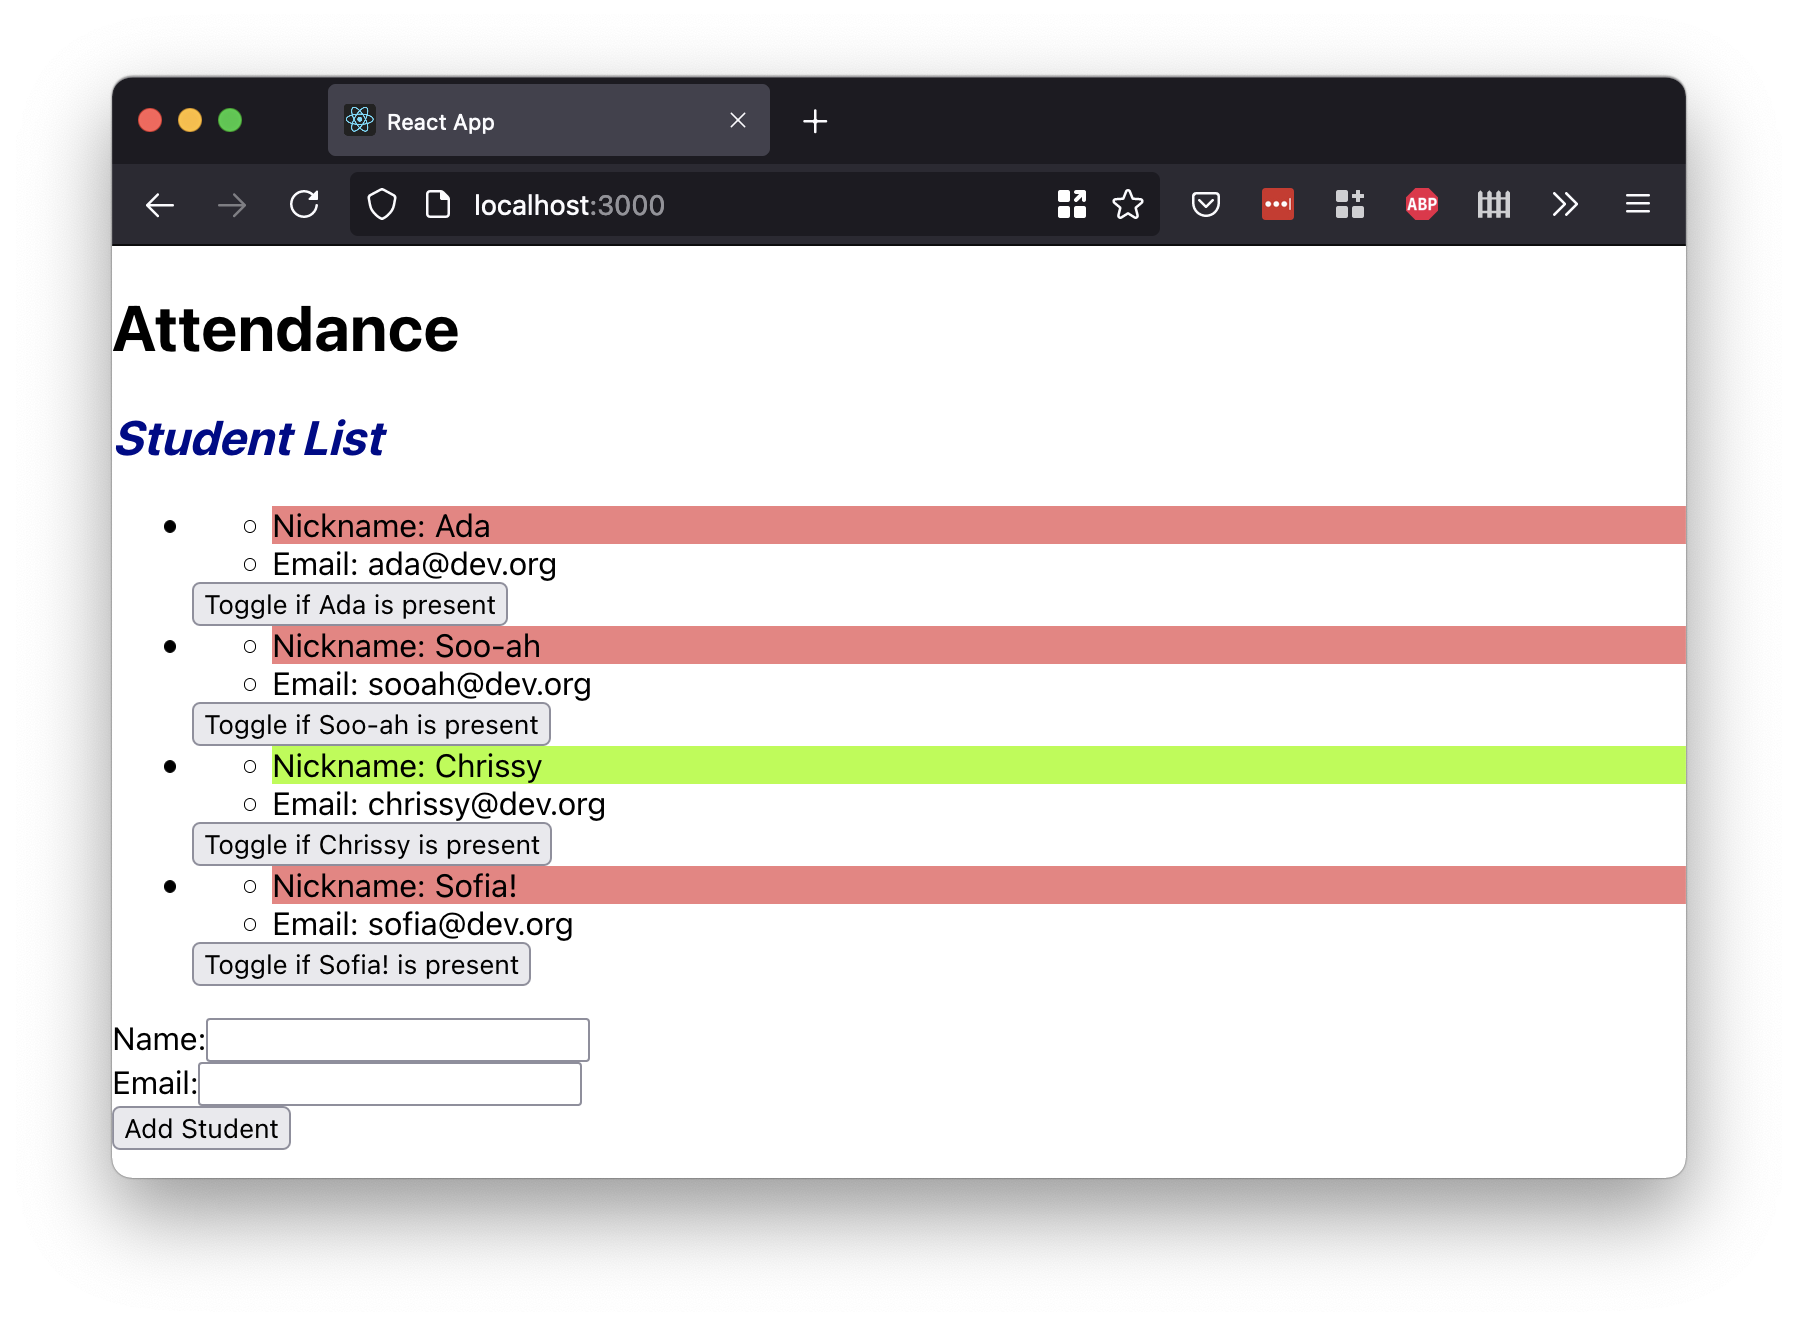 React App
localhost:3000
ABP
Attendance
Student List
Nickname: Ada
Email: ada@dev.org
Toggle if Ada is present
Nickname: Soo-ah
Email: sooah@dev.org
Toggle if Soo-ah is present
Nickname: Chrissy
Email: chrissy@dev.org
Toggle if Chrissy is present
Nickname: Sofia!
Email: sofia@dev.org
Toggle if Sofia! is present
Name:
Email:
Add Student